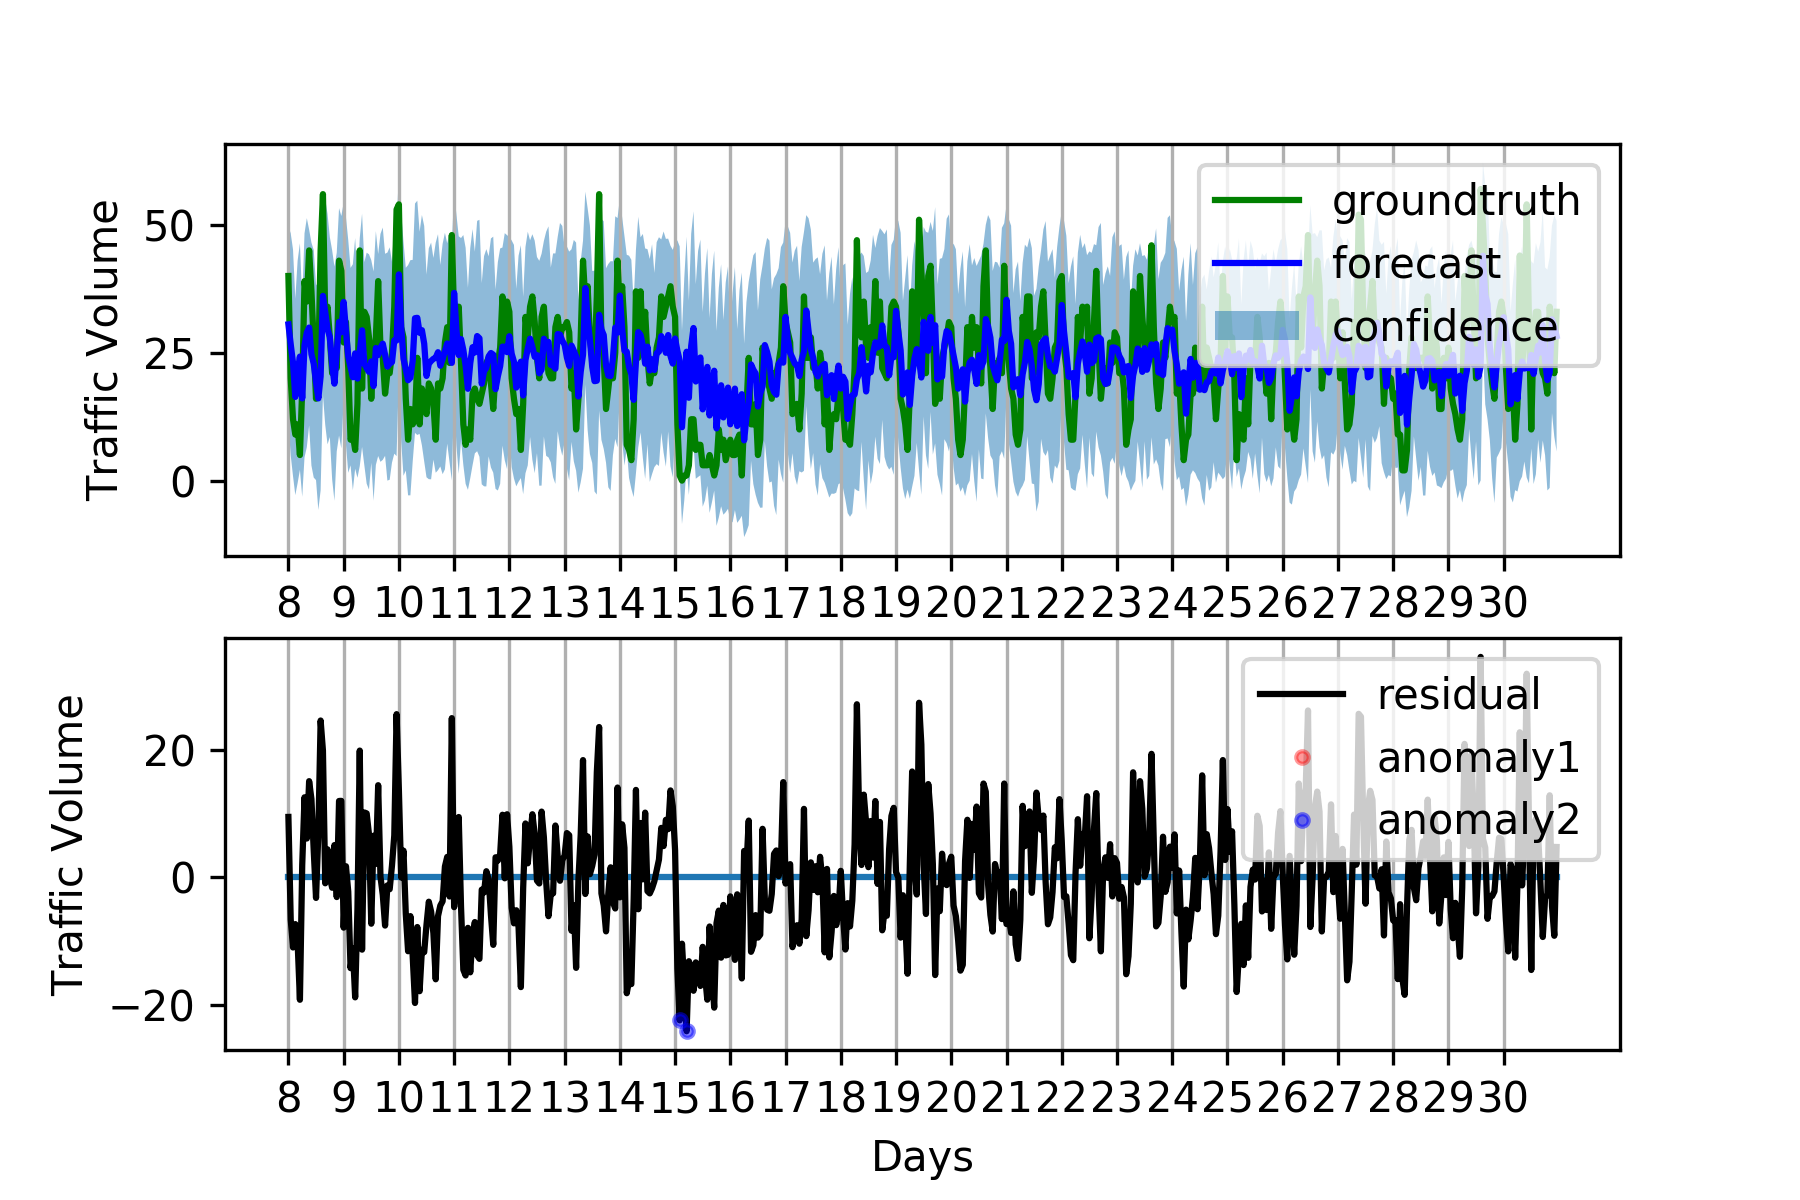 Traffic Volume
50
25
0
groundtruth
forecast
confidence
8 9 10 11 12 13 14 15 16 17 18 19 20 21 22 23 24 25 26 27 28 29 30
Traffic Volume
20
0
−20
residual
anomaly1
anomaly2
8 9 10 11 12 13 14 15 16 17 18 19 20 21 22 23 24 25 26 27 28 29 30
Days